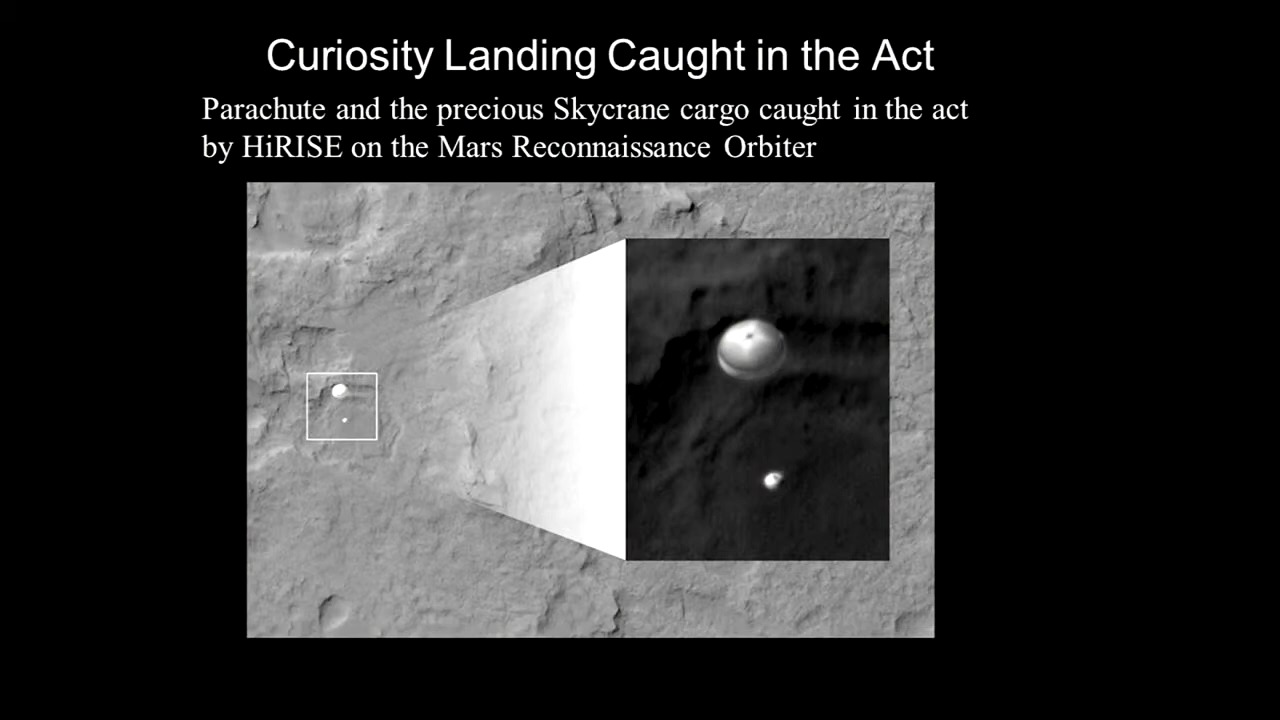 Curiosity Landing Caught in the Act
Parachute and the precious Skycrane cargo caught in the act
by HiRISE on the Mars Reconnaissance Orbiter